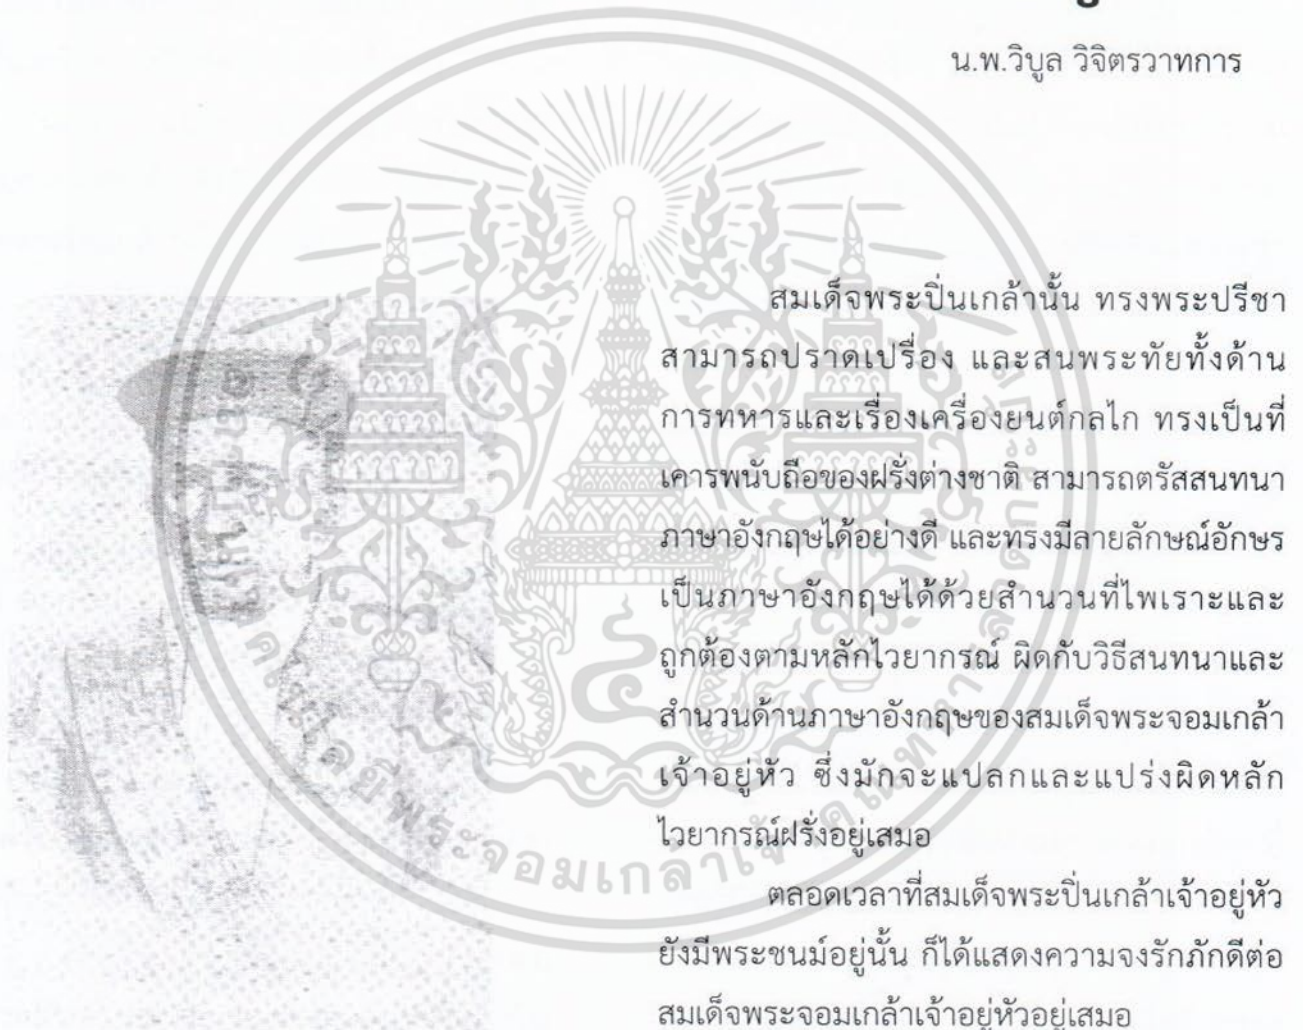 น.พ.วิบูล วิจิตรวาทการ
สมเด็จพระปิ่นเกล้านั้น ทรงพระปรีชา
สามารถปราดเปรื่อง และสนพระทัยทั้งด้าน
การทหารและเรื่องเครื่องยนต์กลไก ทรงเป็นที่
เคารพนับถือของฝรั่งต่างชาติ สามารถตรัสสนทนา
ภาษาอังกฤษได้อย่างดี และทรงมีลายลักษณ์อักษร
เป็นภาษาอังกฤษได้ด้วยสำนวนที่ไพเราะและ
ถูกต้องตามหลักไวยากรณ์ ผิดกับวิธีสนทนาและ
สำนวนด้านภาษาอังกฤษของสมเด็จพระจอมเกล้า
เจ้าอยู่หัว ซึ่งมักจะแปลกและแปร่งผิดหลัก
ไวยากรณ์ฝรั่งอยู่เสมอ
ตลอดเวลาที่สมเด็จพระปิ่นเกล้าเจ้าอยู่หัว
ยังมีพระชนม์อยู่นั้น ก็ได้แสดงความจงรักภักดีต่อ
สมเด็จพระจอมเกล้าเจ้าอยู่หัวอยู่เสมอ